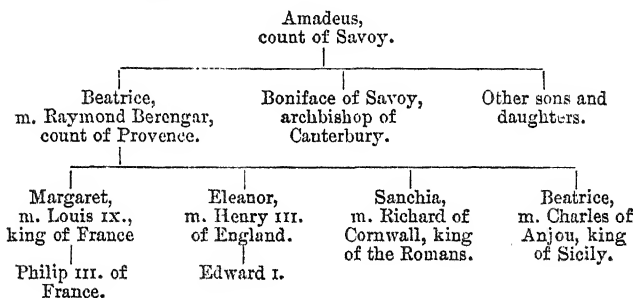 Amadeus,
count of Savoy.
Beatrice,
m. Raymond Berengar,
count of Provence.
Boniface of Savoy,
archbishop of
Canterbury.
Other sons and
daughters.
Margaret,
m. Louis IX.,
king of France
Philip III. of
France.
Eleanor,
m. Henry III.
of England.
Edward I.
Sanchia,
m. Richard of
Cornwall, king
of the Romans.
Beatrice,
m. Charles of
Anjou, king
of Sicily.